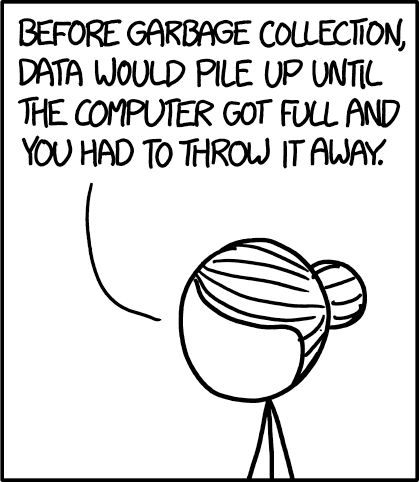 BEFORE GARBAGE COLLECTION,
DATA WOULD PILE UP UNTIL
THE COMPUTER GOT FULL AND
YOU HAD TO THROW IT AWAY.